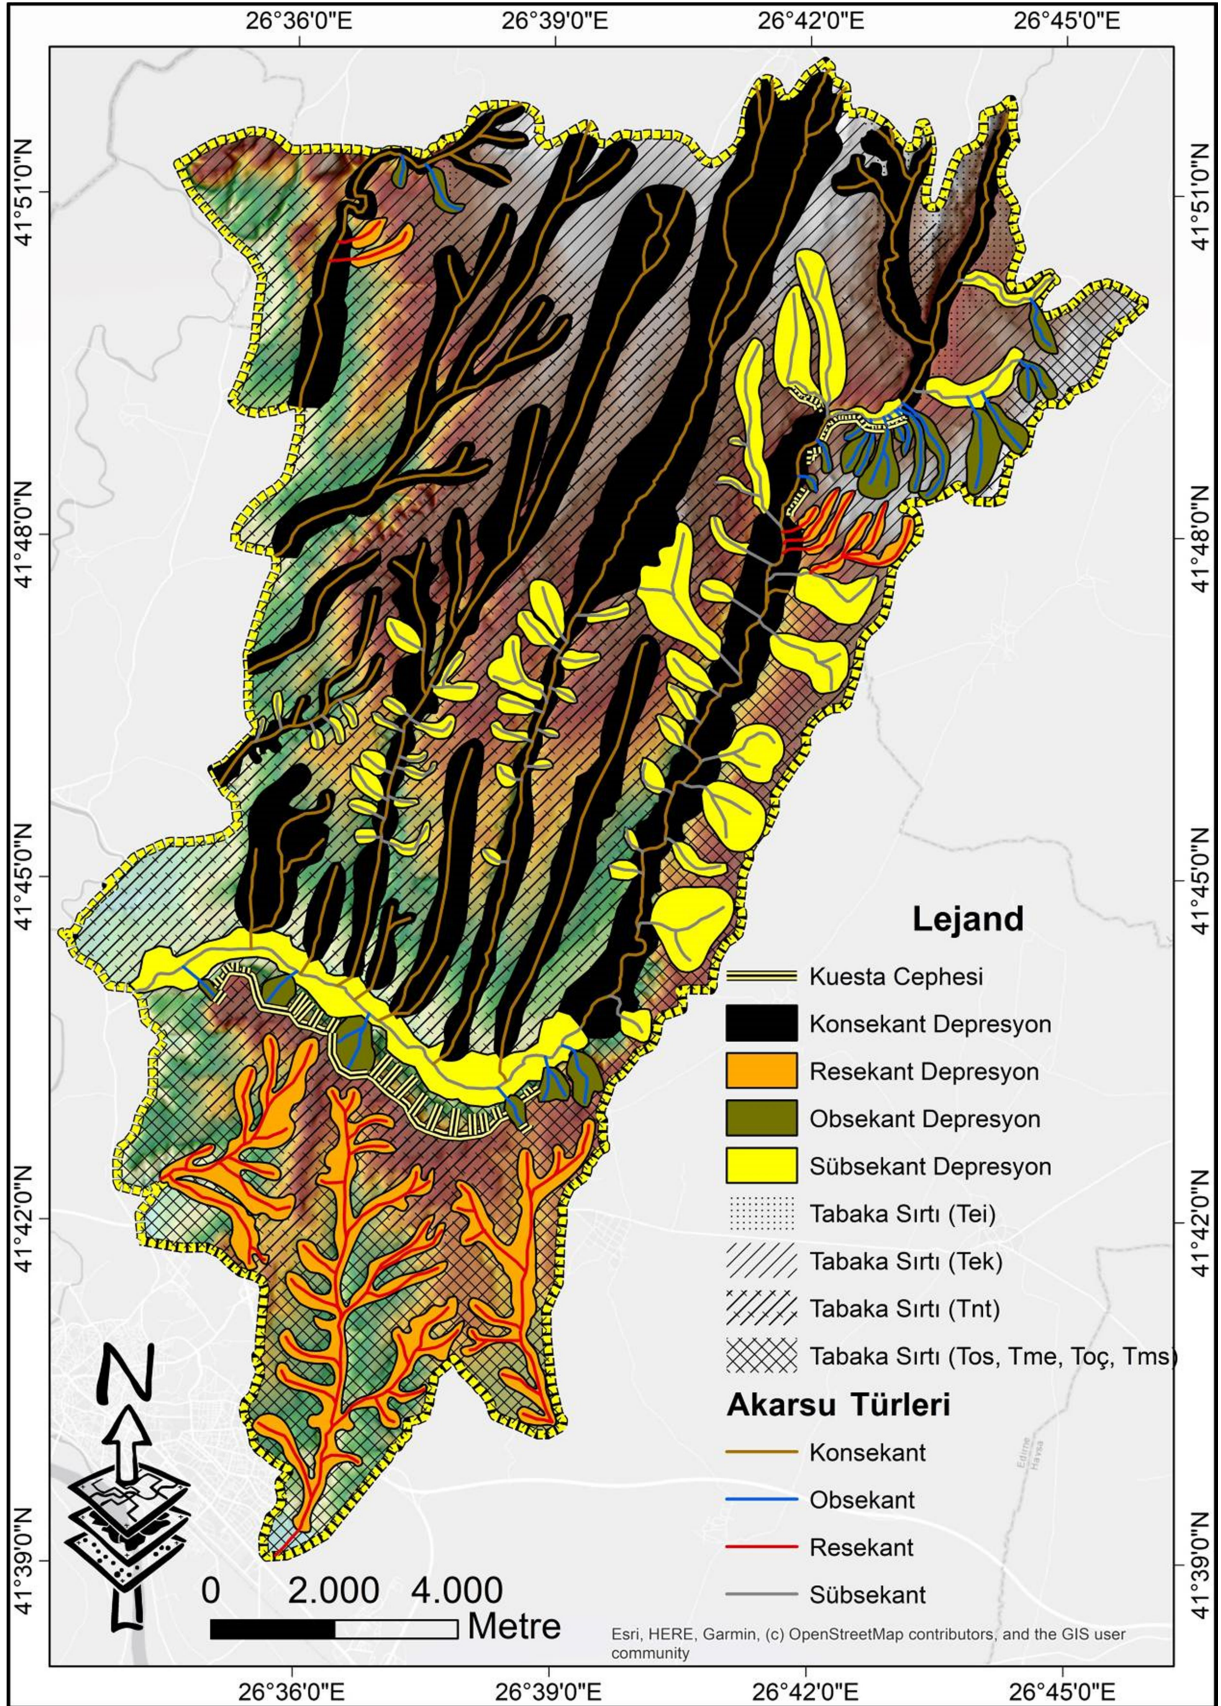 26°36'0"E 26°39'0"E 26°42'0"E 26°45'0"E
41°51'0"N
41°51'0"N
41°48'0"N
41°48'0"N
41°45'0"N
41°45'0"N
Lejand
Kuesta Cephesi
Konsekant Depresyon
Resekant Depresyon
Obsekant Depresyon
Sübsekant Depresyon
41°42'0"N
41°42'0"N
Tabaka Sırtı (Tei)
Tabaka Sırtı (Tek)
Tabaka Sırtı (Tnt)
Tabaka Sırtı (Tos, Tme, Toç, Tms)
Akarsu Türleri
Konsekant
Edirne
Havsa
Obsekant
Resekant
Sübsekant
N
41°39'0"N
41°39'0"N
0 2.000 4.000
Metre
Esri, HERE, Garmin, (c) OpenStreetMap contributors, and the GIS user
community
26°36'0"E 26°39'0"E 26°42'0"E 26°45'0"E